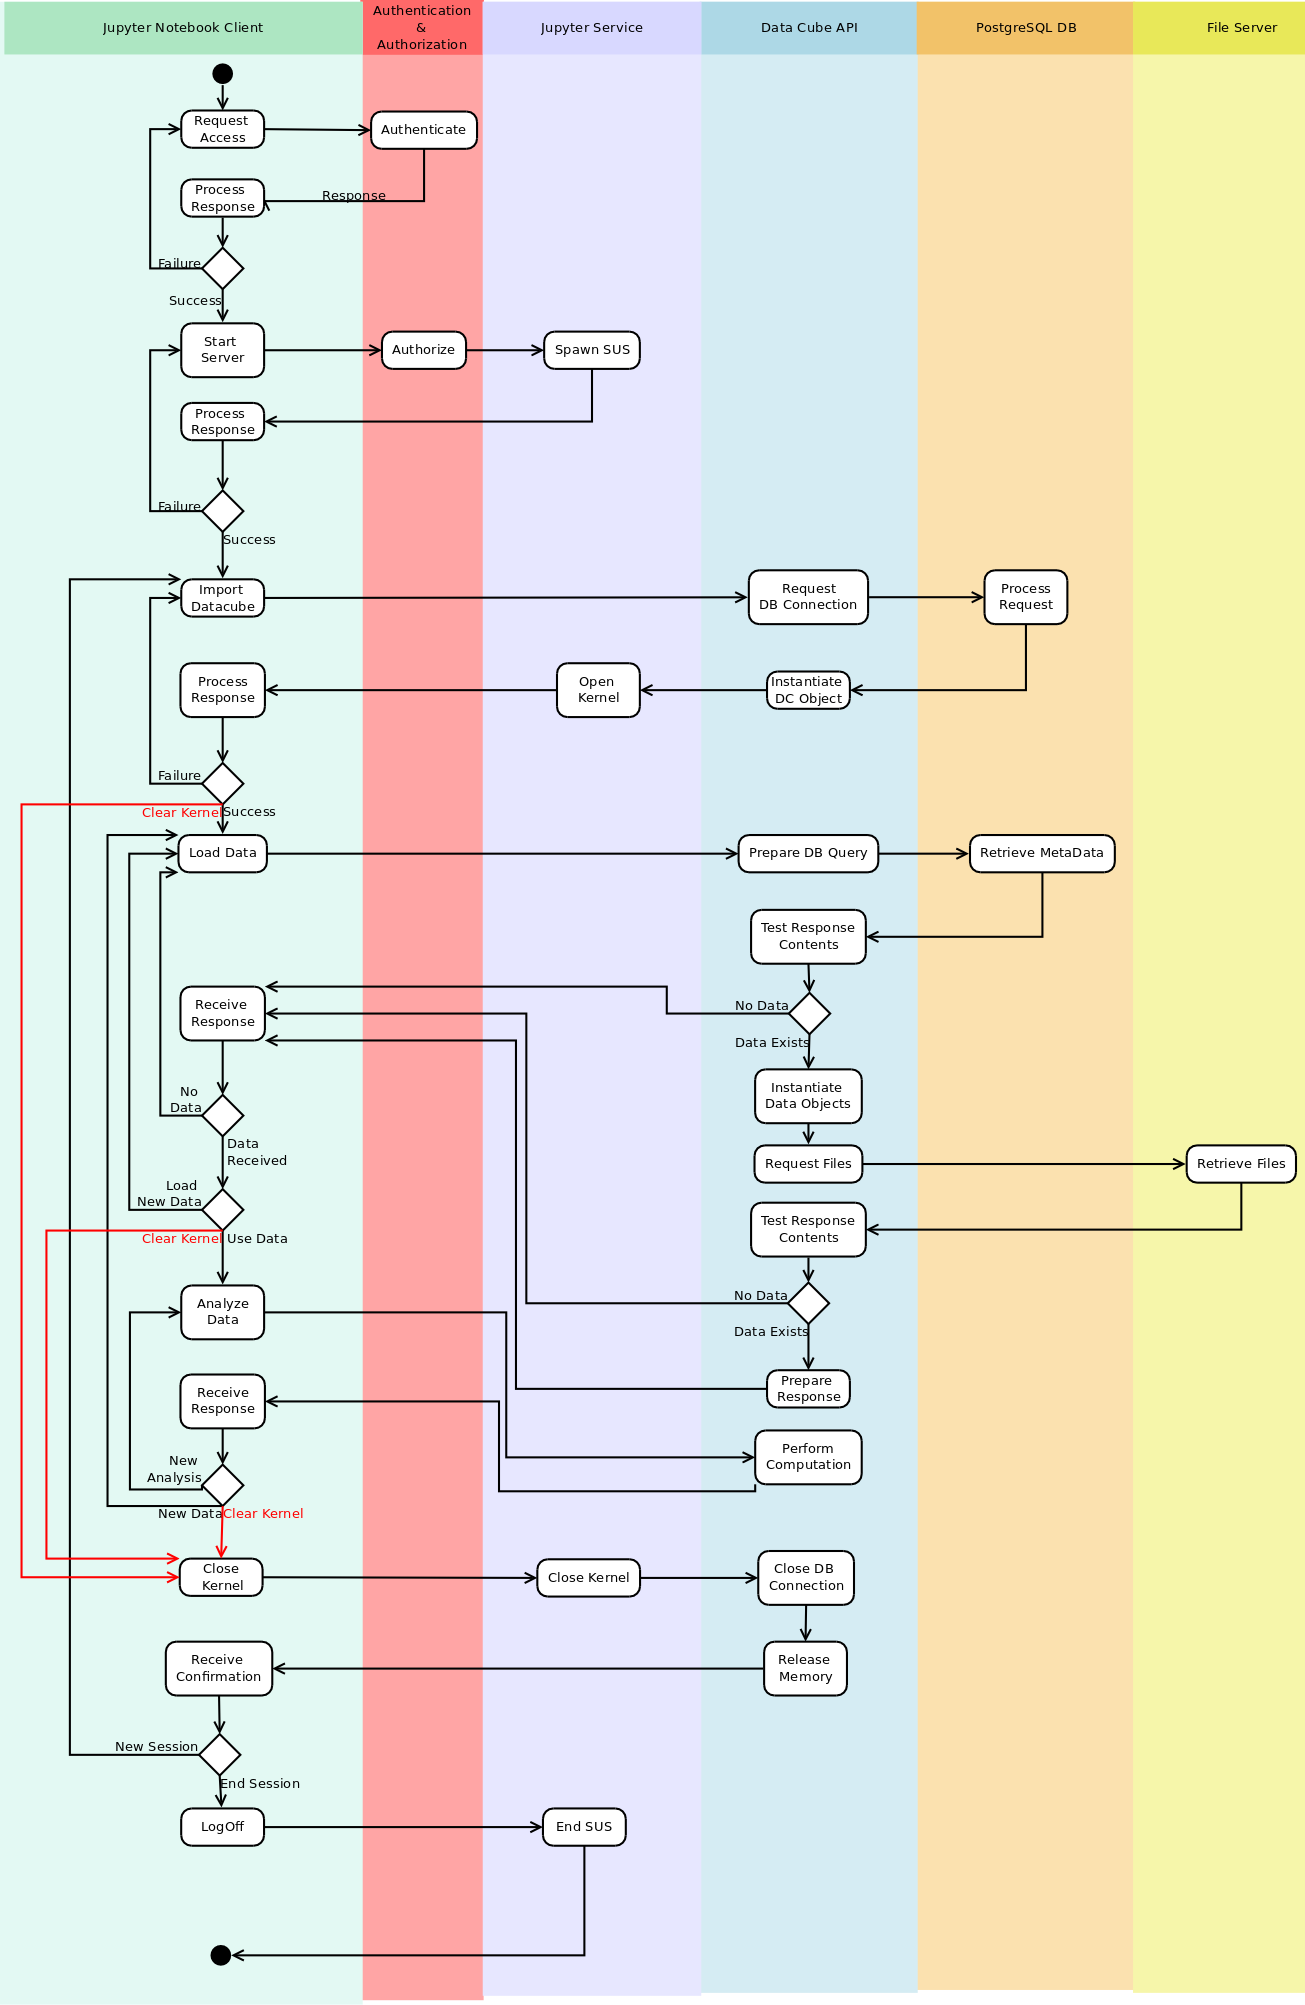 Jupyter Notebook Client
Authentication
&
Authorization
Jupyter Service
Data Cube API
PostgreSQL DB
File Server
Request
Access
Authenticate
Process
Response
Response
Failure
Success
Start
Server
Authorize
Spawn SUS
Process
Response
Failure
Success
Import
Datacube
Request
DB Connection
Process
Request
Process
Response
Open
Kernel
Instantiate
DC Object
Failure
Clear Kernel
Success
Load Data
Prepare DB Query
Retrieve MetaData
Test Response
Contents
Receive
Response
No Data
Data Exists
No
Data
Instantiate
Data Objects
Data
Received
Request Files
Retrieve Files
Load
New Data
Test Response
Contents
Clear Kernel
Use Data
Analyze
Data
No Data
Data Exists
Receive
Response
Prepare
Response
Perform
Computation
New
Analysis
New Data
Clear Kernel
Close
Kernel
Close Kernel
Close DB
Connection
Receive
Confirmation
Release
Memory
New Session
End Session
LogOff
End SUS